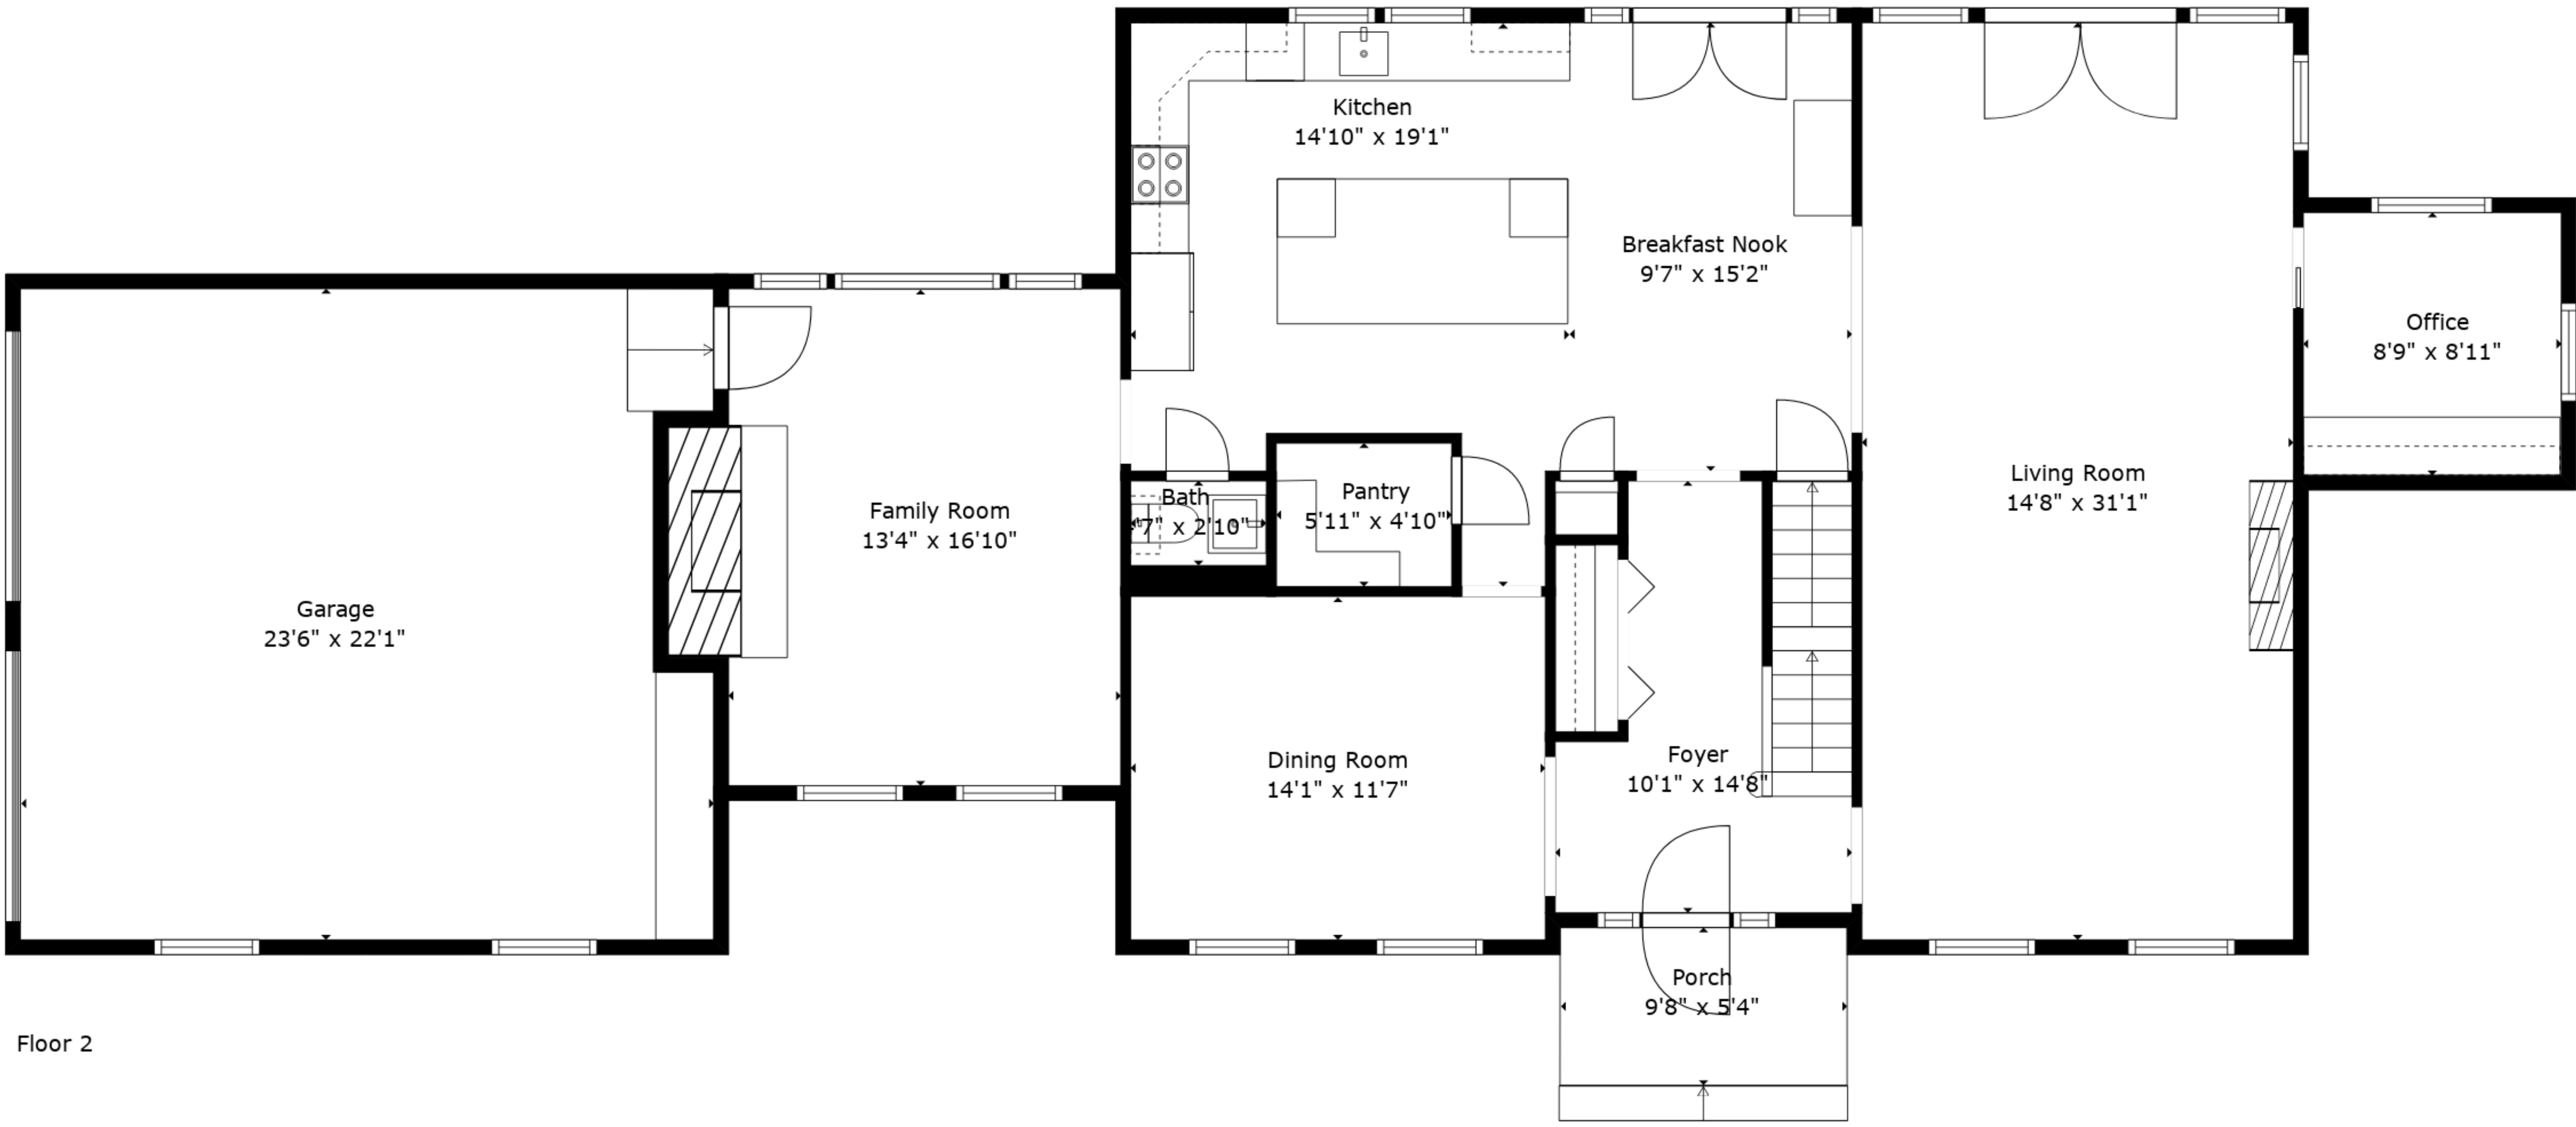 Kitchen
14'10" x 19'1"
Breakfast Nook
9'7" x 15'2"
Office
8'9" x 8'11"
Living Room
14'8" x 31'1"
Family Room
13'4" x 16'10"
Bath
'7" x 2'10"
Pantry
5'11" x 4'10"
Garage
23'6" x 22'1"
Dining Room
14'1" x 11'7"
Foyer
10'1" x 14'8"
Porch
9'8" x 5'4"
Floor 2